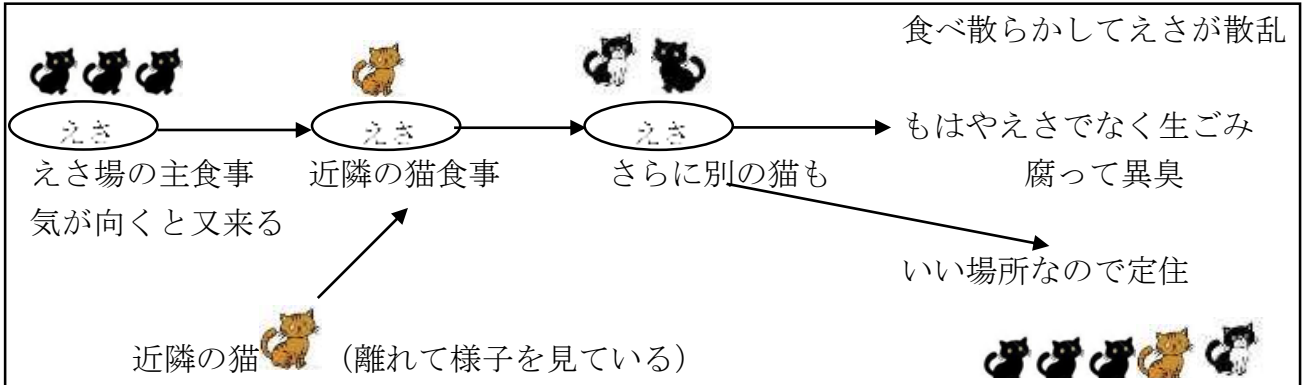 食べ散らかしてえさが散乱
えさ
えさ
えさ
もはやえさでなく生ごみ
えさ場の主食事
近隣の猫食事
さらに別の猫も
腐って異臭
気が向くと又来る
いい場所なので定住
近隣の猫
（離れて様子を見ている）